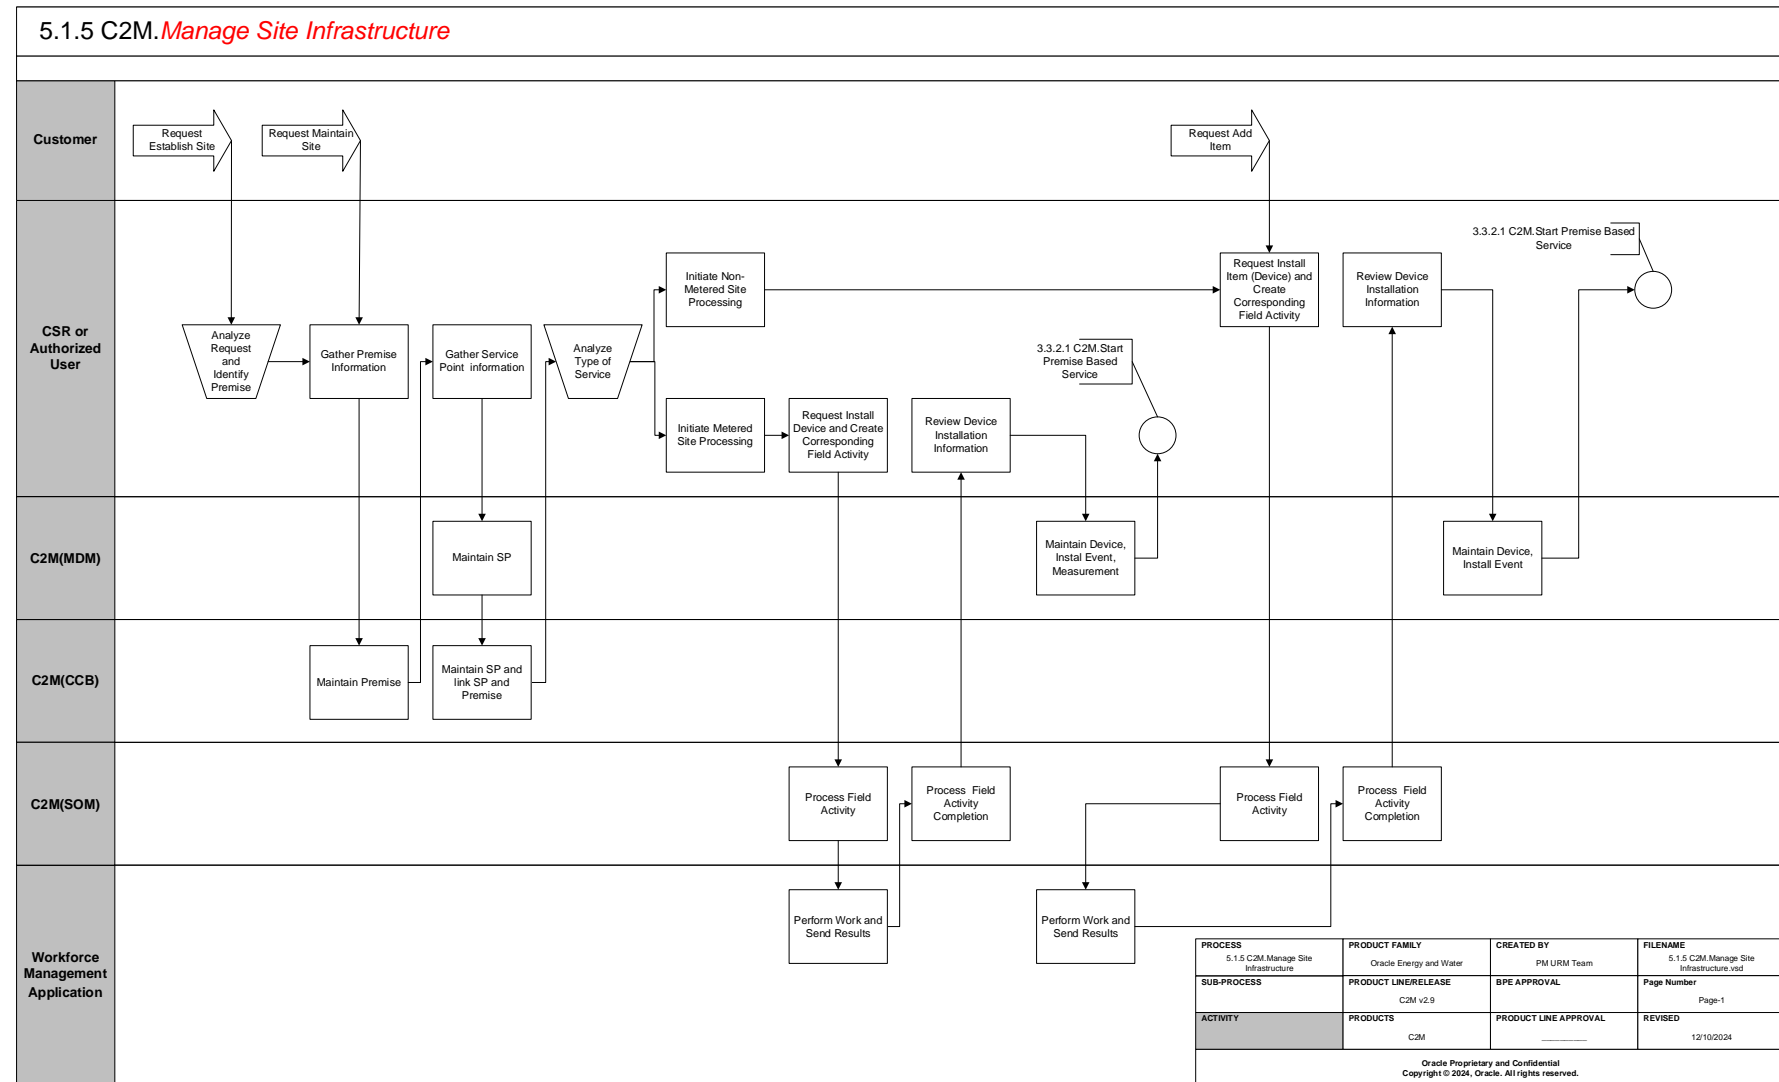 5.1.5 C2M.Manage Site Infrastructure
Customer
Request
Establish Site
Request Maintain
Site
Request Add
Item
CSR or
Authorized
User
Analyze
Request
and
Identify
Premise
Gather Premise
Information
Gather Service
Point  information
Analyze
Type of
Service
Initiate Non-
Metered Site
Processing
Initiate Metered
Site Processing
Request Install
Device and Create
Corresponding
Field Activity
Review Device
Installation
Information
3.3.2.1 C2M.Start
Premise Based
Service
Request Install
Item (Device) and
Create
Corresponding
Field Activity
Review Device
Installation
Information
3.3.2.1 C2M.Start Premise Based
Service
C2M(MDM)
Maintain SP
Maintain Device,
Instal Event,
Measurement
Maintain Device,
Install Event
C2M(CCB)
Maintain Premise
Maintain SP and
link SP and
Premise
C2M(SOM)
Process Field
Activity
Process  Field
Activity
Completion
Process Field
Activity
Process  Field
Activity
Completion
Workforce
Management
Application
Perform Work and
Send Results
Perform Work and
Send Results
PROCESS
5.1.5 C2M.Manage Site
Infrastructure
PRODUCT FAMILY
Oracle Energy and Water
CREATED BY
PM URM Team
FILENAME
5.1.5 C2M.Manage Site
Infrastructure.vsd
SUB-PROCESS
PRODUCT LINE/RELEASE
C2M v2.9
BPE APPROVAL
Page Number
Page-1
ACTIVITY
PRODUCTS
C2M
PRODUCT LINE APPROVAL
___________
REVISED
12/10/2024
Oracle Proprietary and Confidential
Copyright © 2024, Oracle. All rights reserved.